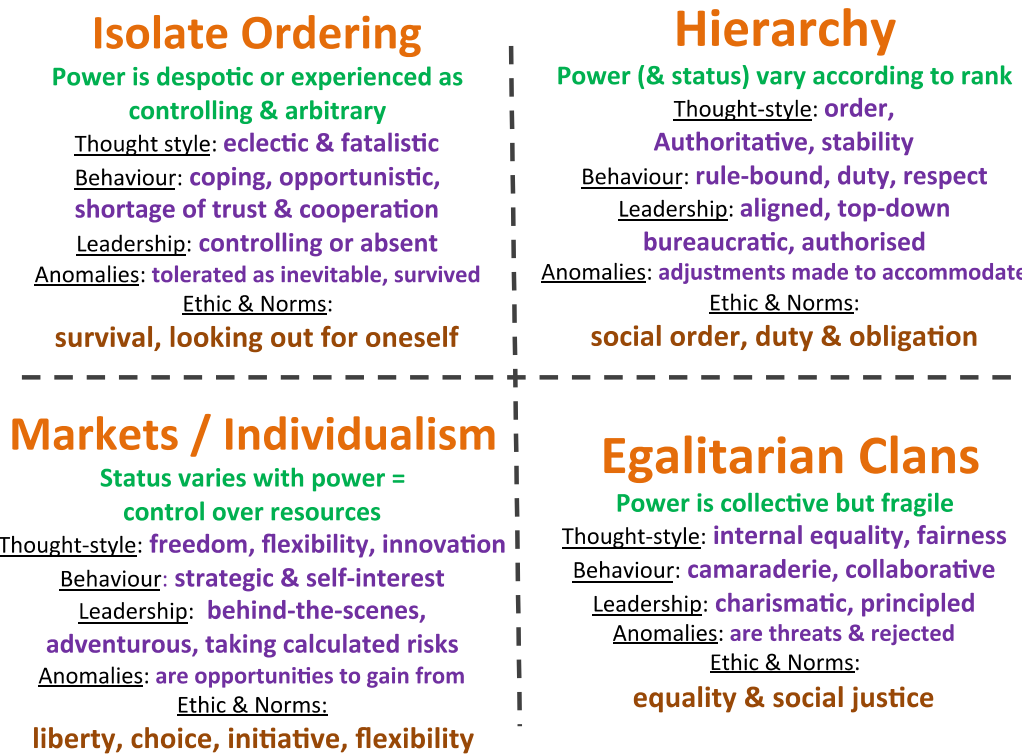 Isolate Ordering
Power is despotic or experienced as
controlling & arbitrary
Thought style: eclectic & fatalistic
Behaviour: coping, opportunistic,
shortage of trust & cooperation
Leadership: controlling or absent
Anomalies: tolerated as inevitable, survived
Ethic & Norms:
survival, looking out for oneself
Hierarchy
Power (& status) vary according to rank
Thought-style: order,
Authoritative, stability
Behaviour: rule-bound, duty, respect
Leadership: aligned, top-down
bureaucratic, authorised
Anomalies: adjustments made to accommodate
Ethic & Norms:
social order, duty & obligation
Markets / Individualism
Status varies with power =
control over resources
Thought-style: freedom, flexibility, innovation
Behaviour: strategic & self-interest
Leadership: behind-the-scenes,
adventurous, taking calculated risks
Anomalies: are opportunities to gain from
Ethic & Norms:
liberty, choice, initiative, flexibility
Egalitarian Clans
Power is collective but fragile
Thought-style: internal equality, fairness
Behaviour: camaraderie, collaborative
Leadership: charismatic, principled
Anomalies: are threats & rejected
Ethic & Norms:
equality & social justice